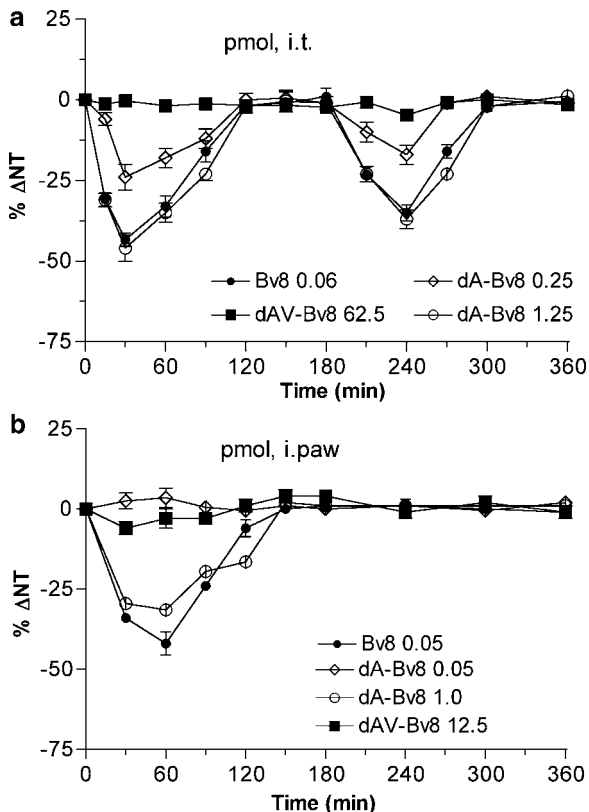 a
pmol, i.t.
25
0
-25
-50
-75
% ΔNT
Bv8 0.06
dA-Bv8 0.25
dAV-Bv8 62.5
dA-Bv8 1.25
0 60 120 180 240 300 360
Time (min)
b
pmol, i.paw
25
0
-25
-50
-75
% ΔNT
Bv8 0.05
dA-Bv8 0.05
dA-Bv8 1.0
dAV-Bv8 12.5
0 60 120 180 240 300 360
Time (min)